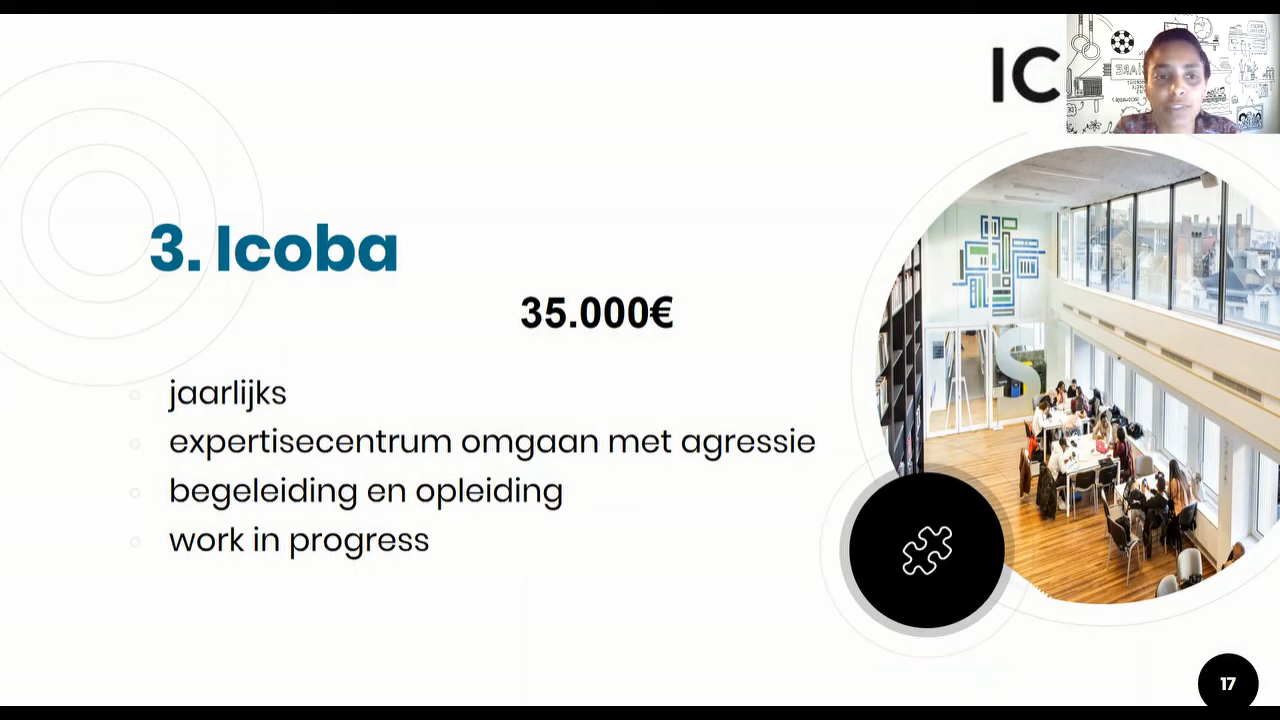 IC
3. Icoba
35.000€
jaarlijks
expertisecentrum omgaan met agressie
begeleiding en opleiding
work in progress
17